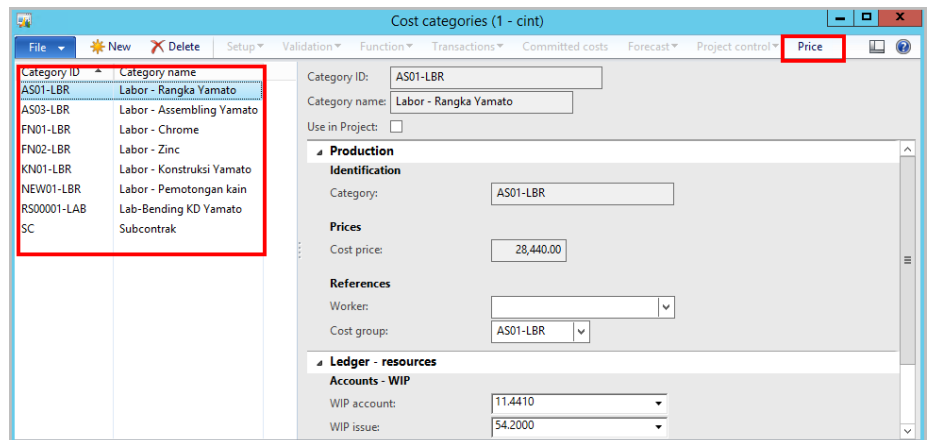 Cost categories (1 - cint)
File New Delete Setup Validation Function Transactions Committed costs Forecast Project control Price
Category ID Category name
AS01-LBR Labor - Rangka Yamato
AS03-LBR Labor - Assembling Yamato
FN01-LBR Labor - Chrome
FN02-LBR Labor - Zinc
KN01-LBR Labor - Konstruksi Yamato
NEW01-LBR Labor - Pemotongan kain
RS00001-LAB Lab-Bending KD Yamato
SC Subcontrak
Category ID: AS01-LBR
Category name: Labor - Rangka Yamato
Use in Project:
Production
Identification
Category: AS01-LBR
Prices
Cost price: 28,440.00
References
Worker:
Cost group: AS01-LBR
Ledger - resources
Accounts - WIP
WIP account: 11.4410
WIP issue: 54.2000